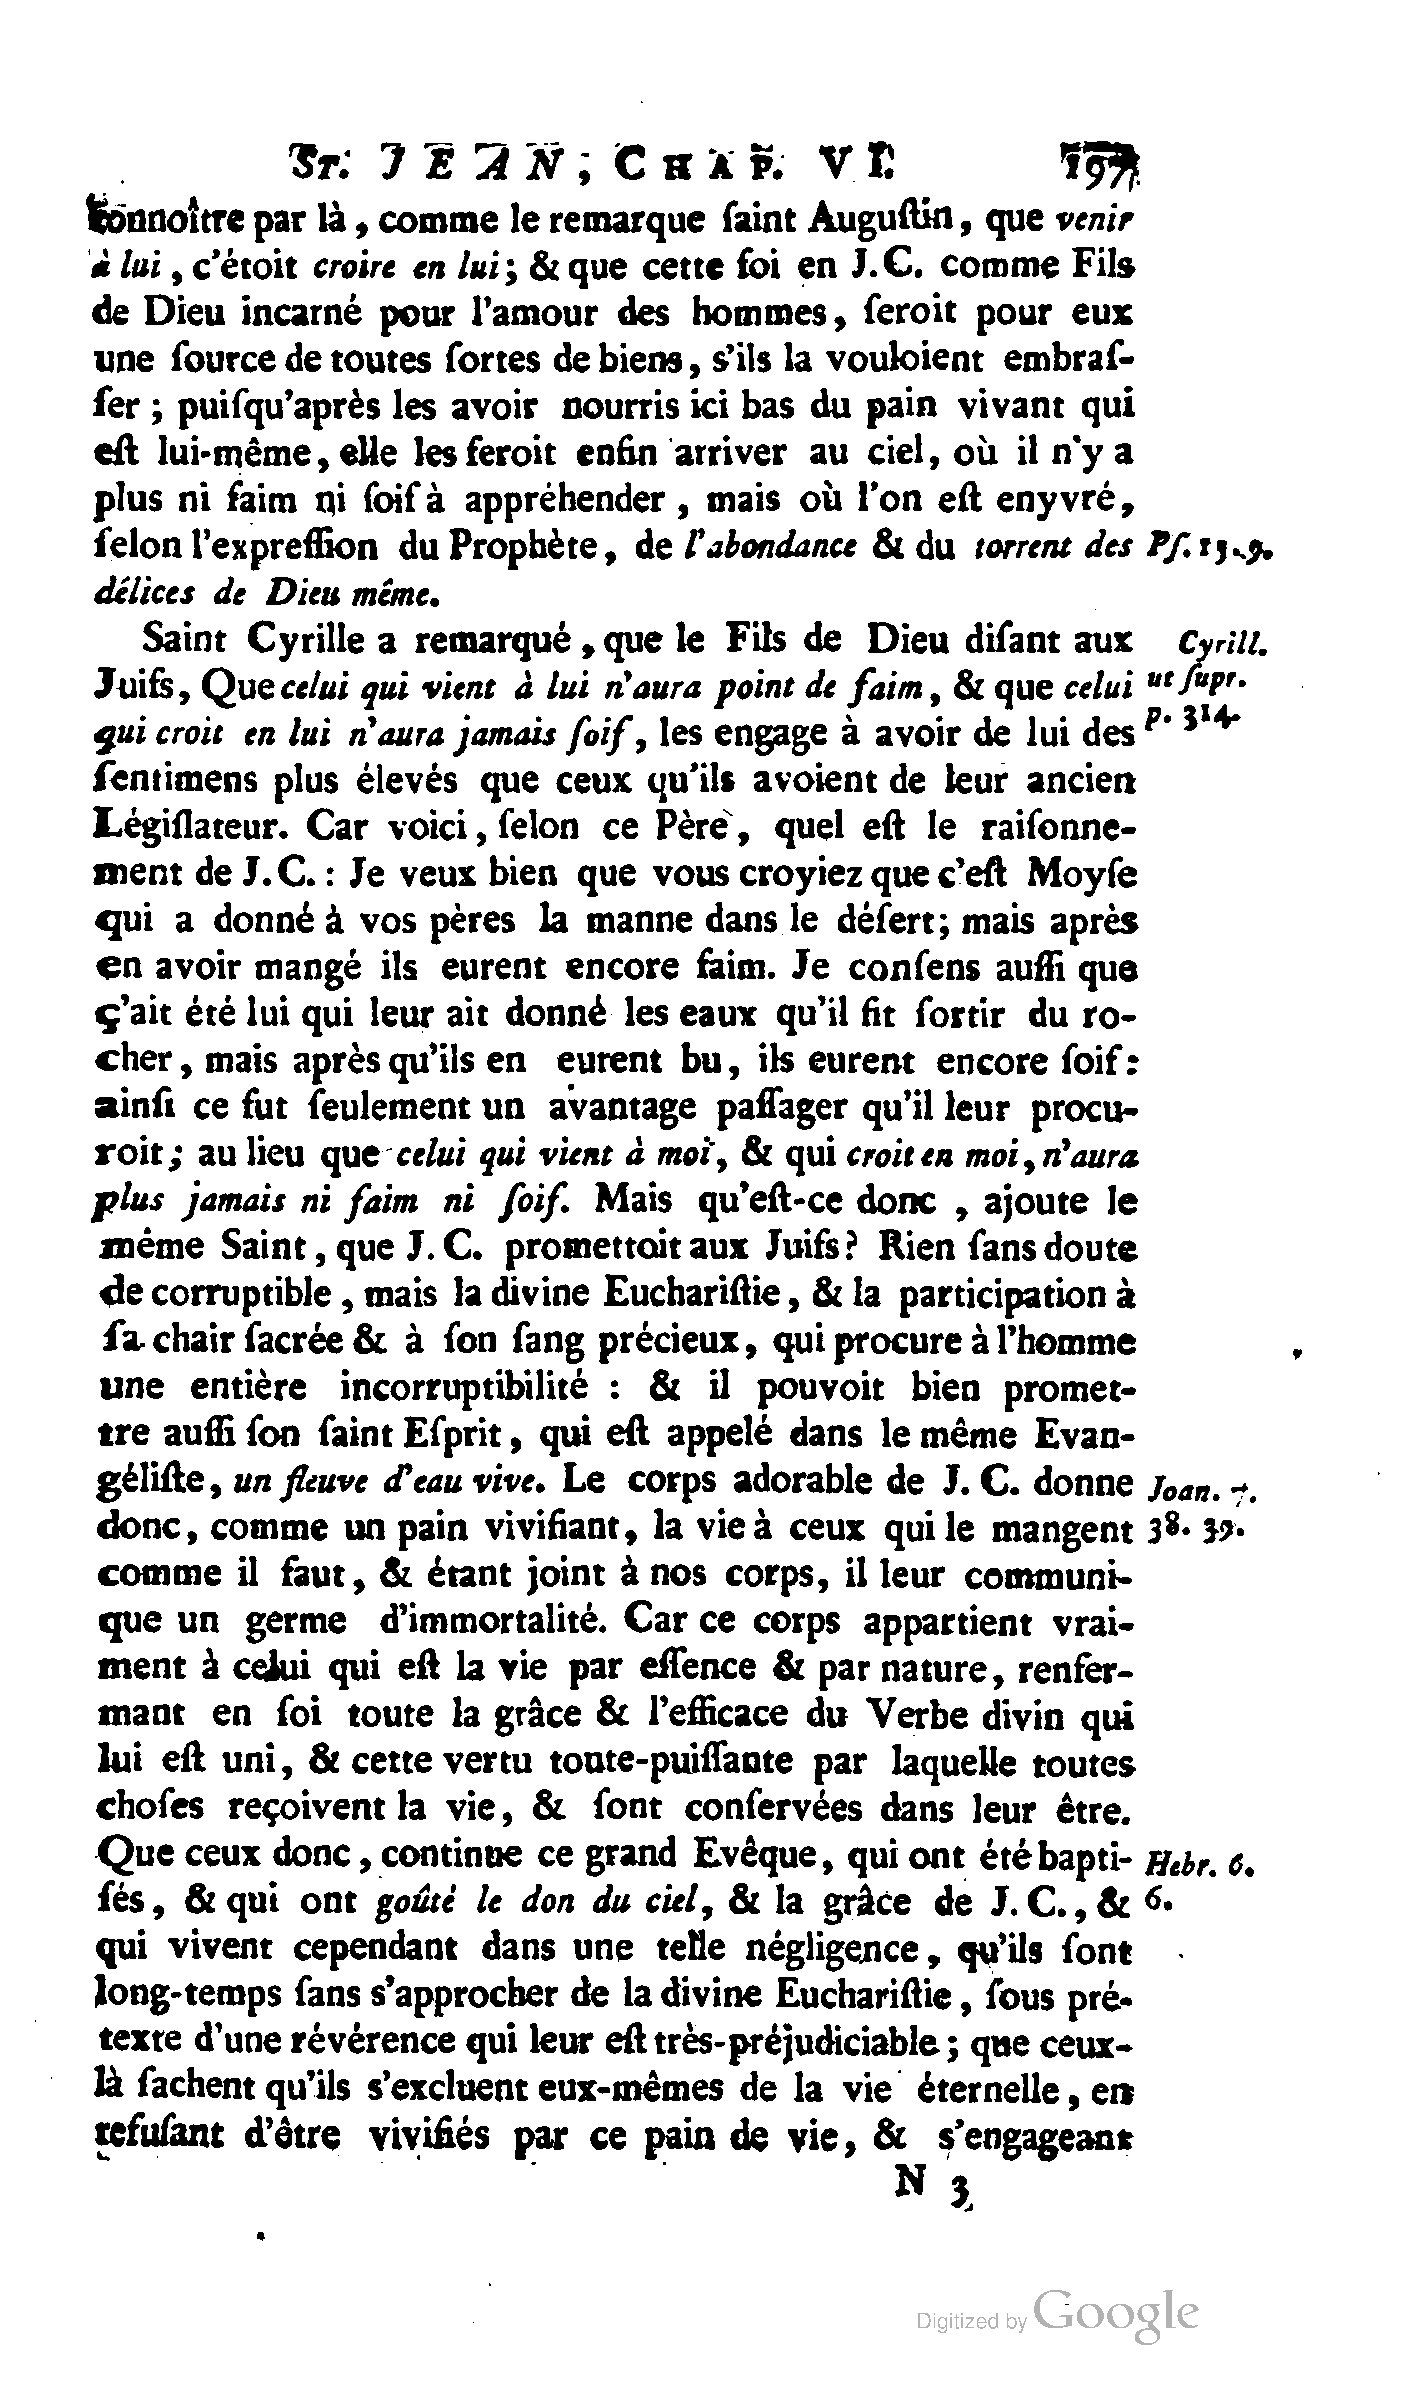 St. JEAN, CHAP. VI. 197
connoître par là, comme le remarque ſaint Auguſtin, que venir
à lui, c'étoit croire en lui; & que cette foi en J.C. comme Fils
de Dieu incarné pour l'amour des hommes, ſeroit pour eux
une ſource de toutes ſortes de biens, s'ils la vouloient embraſ-
ſer; puiſqu'après les avoir nourris ici bas du pain vivant qui
eſt lui-même, elle les feroit enfin arriver au ciel, où il n'y a
plus ni faim ni ſoif à appréhender, mais où l'on eſt enyvré,
ſelon l'expreſſion du Prophète, de l'abondance & du torrent des
délices de Dieu même.
Saint Cyrille a remarqué, que le Fils de Dieu diſant aux Cyrill.
Juifs, Que celui qui vient à lui n'aura point de faim, & que celui ut ſupr.
qui croit en lui n'aura jamais ſoif, les engage à avoir de lui des p. 314.
ſentimens plus élevés que ceux qu'ils avoient de leur ancien
Légiſlateur. Car voici, ſelon ce Père, quel eſt le raiſonne-
ment de J.C.: Je veux bien que vous croyiez que c'eſt Moyſe
qui a donné à vos pères la manne dans le déſert; mais après
en avoir mangé ils eurent encore faim. Je conſens auſſi que
ç'ait été lui qui leur ait donné les eaux qu'il fit ſortir du ro-
cher, mais après qu'ils en eurent bu, ils eurent encore ſoif:
ainſi ce fut ſeulement un avantage paſſager qu'il leur procu-
roit; au lieu que celui qui vient à moi, & qui croit en moi, n'aura
plus jamais ni faim ni ſoif. Mais qu'eſt-ce donc, ajoute le
même Saint, que J. C. promettoit aux Juifs? Rien ſans doute
de corruptible, mais la divine Euchariſtie, & la participation à
ſa chair ſacrée & à ſon ſang précieux, qui procure à l'homme
une entière incorruptibilité : & il pouvoit bien promet-
tre auſſi ſon ſaint Eſprit, qui eſt appelé dans le même Evan-
géliſte, un fleuve d'eau vive. Le corps adorable de J. C. donne Joan. 7.
donc, comme un pain vivifiant, la vie à ceux qui le mangent 38. 39.
comme il faut, & étant joint à nos corps, il leur communi-
que un germe d'immortalité. Car ce corps appartient vrai-
ment à celui qui eſt la vie par eſſence & par nature, renfer-
mant en ſoi toute la grâce & l'efficace du Verbe divin qui
lui eſt uni, & cette vertu toute-puiſſante par laquelle toutes
choſes reçoivent la vie, & ſont conſervées dans leur être.
Que ceux donc, continue ce grand Evêque, qui ont été bapti- Hebr. 6.
ſés, & qui ont goûté le don du ciel, & la grâce de J. C., & 6.
qui vivent cependant dans une telle négligence, qu'ils ſont
long-temps ſans s'approcher de la divine Euchariſtie, ſous pré-
texte d'une révérence qui leur eſt très-préjudiciable; que ceux-
là ſachent qu'ils s'excluent eux-mêmes de la vie éternelle, en
refuſant d'être vivifiés par ce pain de vie, & s'engageant
N 3
Digitized by Google